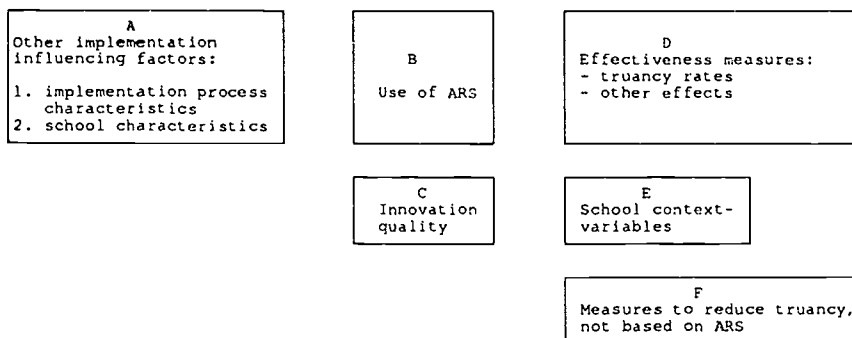 A
Other implementation
influencing factors:
1. implementation process
characteristics
2. school characteristics
B
Use of ARS
D
Effectiveness measures:
- truancy rates
- other effects
C
Innovation
quality
E
School context-
variables
F
Measures to reduce truancy,
not based on ARS